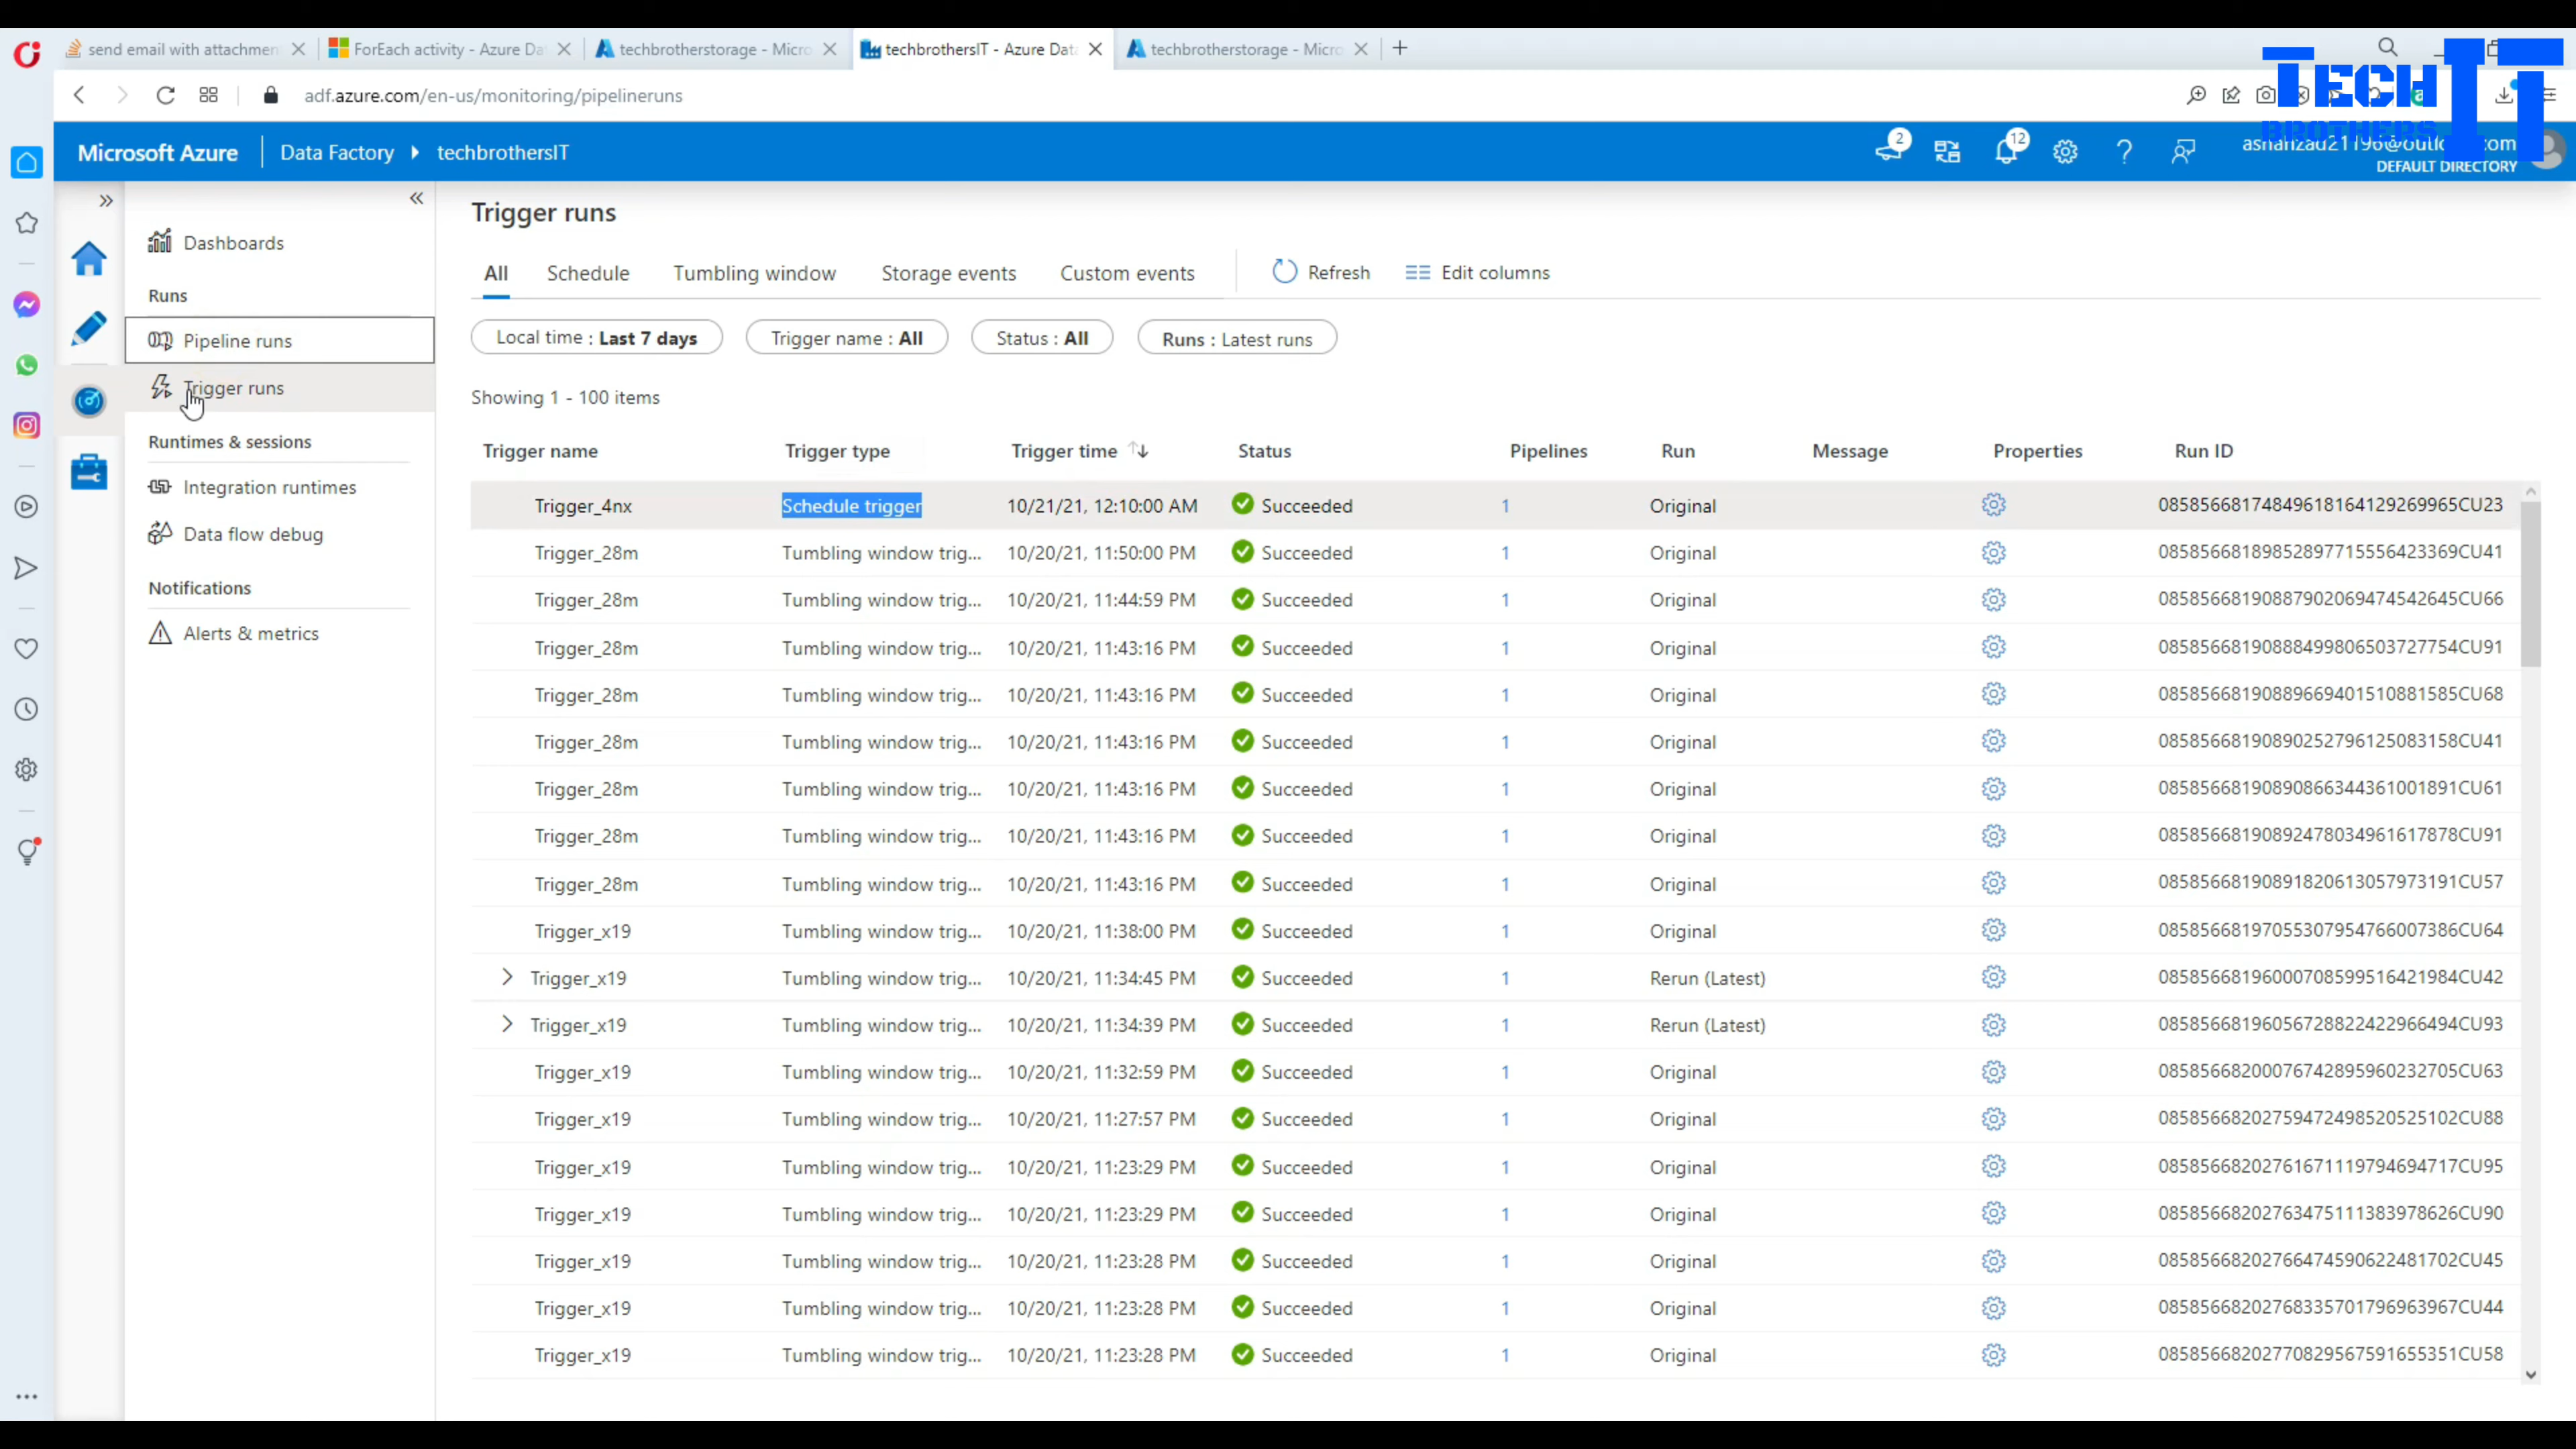 send email with attachmen
ForEach activity - Azure Da
techbrotherstorage - Micro
techbrothersIT - Azure Dat
techbrotherstorage - Micro
adf.azure.com/en-us/monitoring/pipelineruns
TECH IT
BROTHERS
Microsoft Azure
Data Factory
techbrothersIT
2
12
DEFAULT DIRECTORY
Dashboards
Runs
Pipeline runs
Trigger runs
Runtimes & sessions
Integration runtimes
Data flow debug
Notifications
Alerts & metrics
Trigger runs
All Schedule Tumbling window Storage events Custom events Refresh Edit columns
Local time : Last 7 days Trigger name : All Status : All Runs : Latest runs
Showing 1 - 100 items
Trigger name Trigger type Trigger time Status Pipelines Run Message Properties Run ID
Trigger_4nx Schedule trigger 10/21/21, 12:10:00 AM Succeeded 1 Original 08585668174849618164129269965CU23
Trigger_28m Tumbling window trig... 10/20/21, 11:50:00 PM Succeeded 1 Original 08585668189852897715556423369CU41
Trigger_28m Tumbling window trig... 10/20/21, 11:44:59 PM Succeeded 1 Original 08585668190887902069474542645CU66
Trigger_28m Tumbling window trig... 10/20/21, 11:43:16 PM Succeeded 1 Original 08585668190888499806503727754CU91
Trigger_28m Tumbling window trig... 10/20/21, 11:43:16 PM Succeeded 1 Original 08585668190889669401510881585CU68
Trigger_28m Tumbling window trig... 10/20/21, 11:43:16 PM Succeeded 1 Original 08585668190890252796125083158CU41
Trigger_28m Tumbling window trig... 10/20/21, 11:43:16 PM Succeeded 1 Original 08585668190890866344361001891CU61
Trigger_28m Tumbling window trig... 10/20/21, 11:43:16 PM Succeeded 1 Original 08585668190892478034961617878CU91
Trigger_28m Tumbling window trig... 10/20/21, 11:43:16 PM Succeeded 1 Original 08585668190891820613057973191CU57
Trigger_x19 Tumbling window trig... 10/20/21, 11:38:00 PM Succeeded 1 Original 08585668197055307954766007386CU64
Trigger_x19 Tumbling window trig... 10/20/21, 11:34:45 PM Succeeded 1 Rerun (Latest) 08585668196000708599516421984CU42
Trigger_x19 Tumbling window trig... 10/20/21, 11:34:39 PM Succeeded 1 Rerun (Latest) 08585668196056728822422966494CU93
Trigger_x19 Tumbling window trig... 10/20/21, 11:32:59 PM Succeeded 1 Original 08585668200076742895960232705CU63
Trigger_x19 Tumbling window trig... 10/20/21, 11:27:57 PM Succeeded 1 Original 08585668202759472498520525102CU88
Trigger_x19 Tumbling window trig... 10/20/21, 11:23:29 PM Succeeded 1 Original 08585668202761671119794694717CU95
Trigger_x19 Tumbling window trig... 10/20/21, 11:23:29 PM Succeeded 1 Original 08585668202763475111383978626CU90
Trigger_x19 Tumbling window trig... 10/20/21, 11:23:28 PM Succeeded 1 Original 08585668202766474590622481702CU45
Trigger_x19 Tumbling window trig... 10/20/21, 11:23:28 PM Succeeded 1 Original 08585668202768335701796963967CU44
Trigger_x19 Tumbling window trig... 10/20/21, 11:23:28 PM Succeeded 1 Original 08585668202770829567591655351CU58